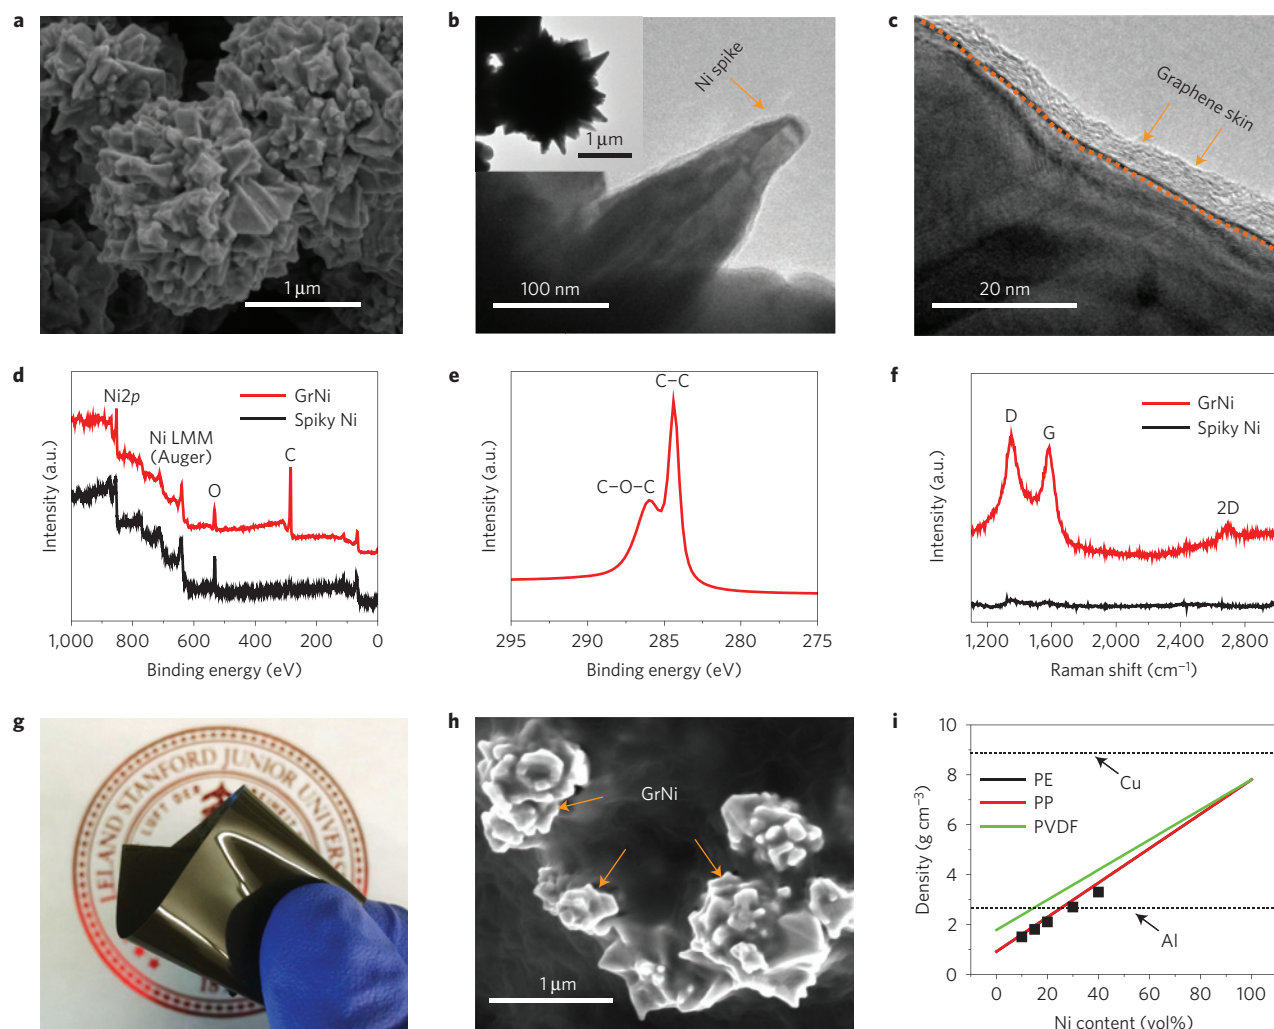 a
1 µm
b
1 µm
Ni spike
100 nm
c
Graphene skin
20 nm
d
Ni2p
GrNi
Spiky Ni
Ni LMM
(Auger)
O
C
Intensity (a.u.)
1,000 800 600 400 200 0
Binding energy (eV)
e
C–C
C–O–C
Intensity (a.u.)
295 290 285 280 275
Binding energy (eV)
f
GrNi
Spiky Ni
D
G
2D
Intensity (a.u.)
1,200 1,600 2,000 2,400 2,800
Raman shift (cm⁻¹)
g
LELAND STANFORD JUNIOR UNIVER
LUFT DER
h
GrNi
1 µm
i
10
8
6
4
2
0
PE
PP
PVDF
Cu
Al
Density (g cm⁻³)
0 20 40 60 80 100
Ni content (vol%)